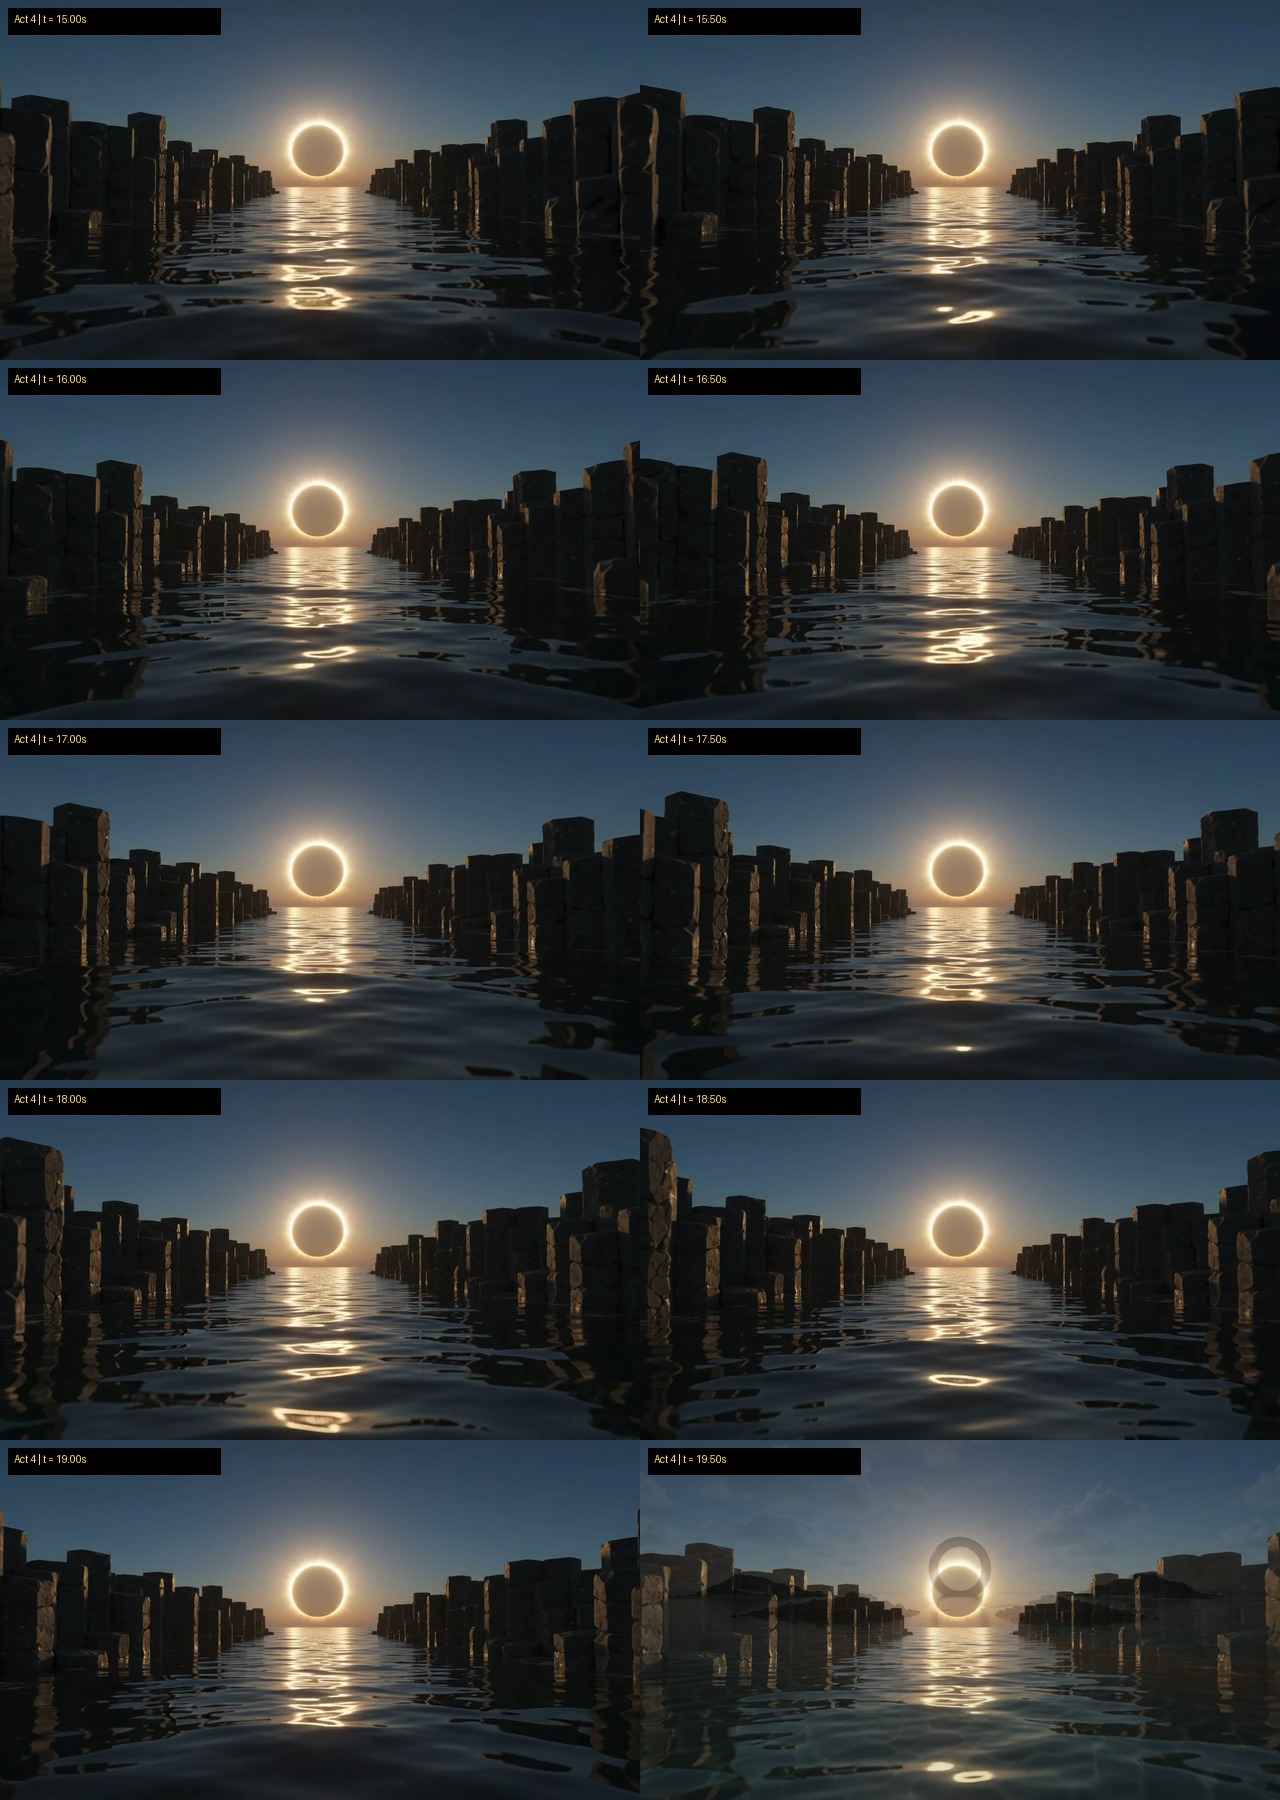 Act 4 | t = 15.00s
Act 4 | t = 15.50s
Act 4 | t = 16.00s
Act 4 | t = 16.50s
Act 4 | t = 17.00s
Act 4 | t = 17.50s
Act 4 | t = 18.00s
Act 4 | t = 18.50s
Act 4 | t = 19.00s
Act 4 | t = 19.50s